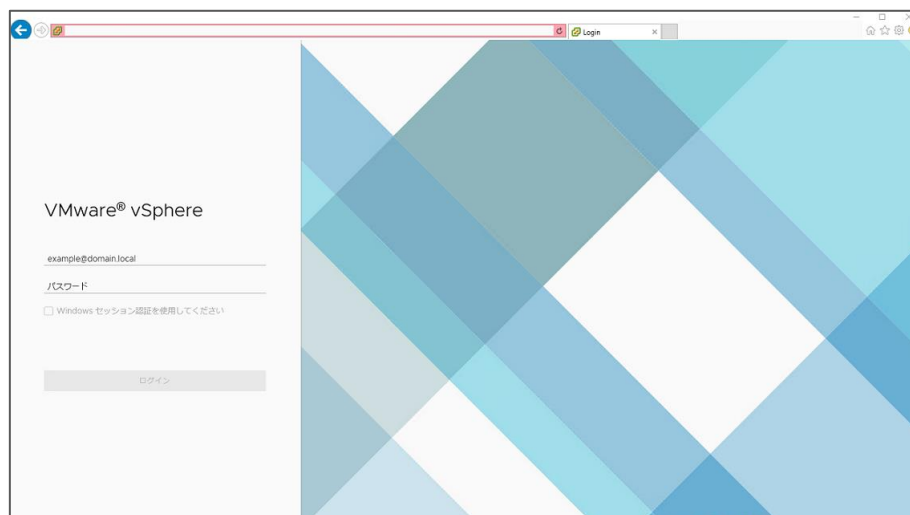 Login
VMware® vSphere
example@domain.local
パスワード
Windows セッション認証を使用してください
ログイン